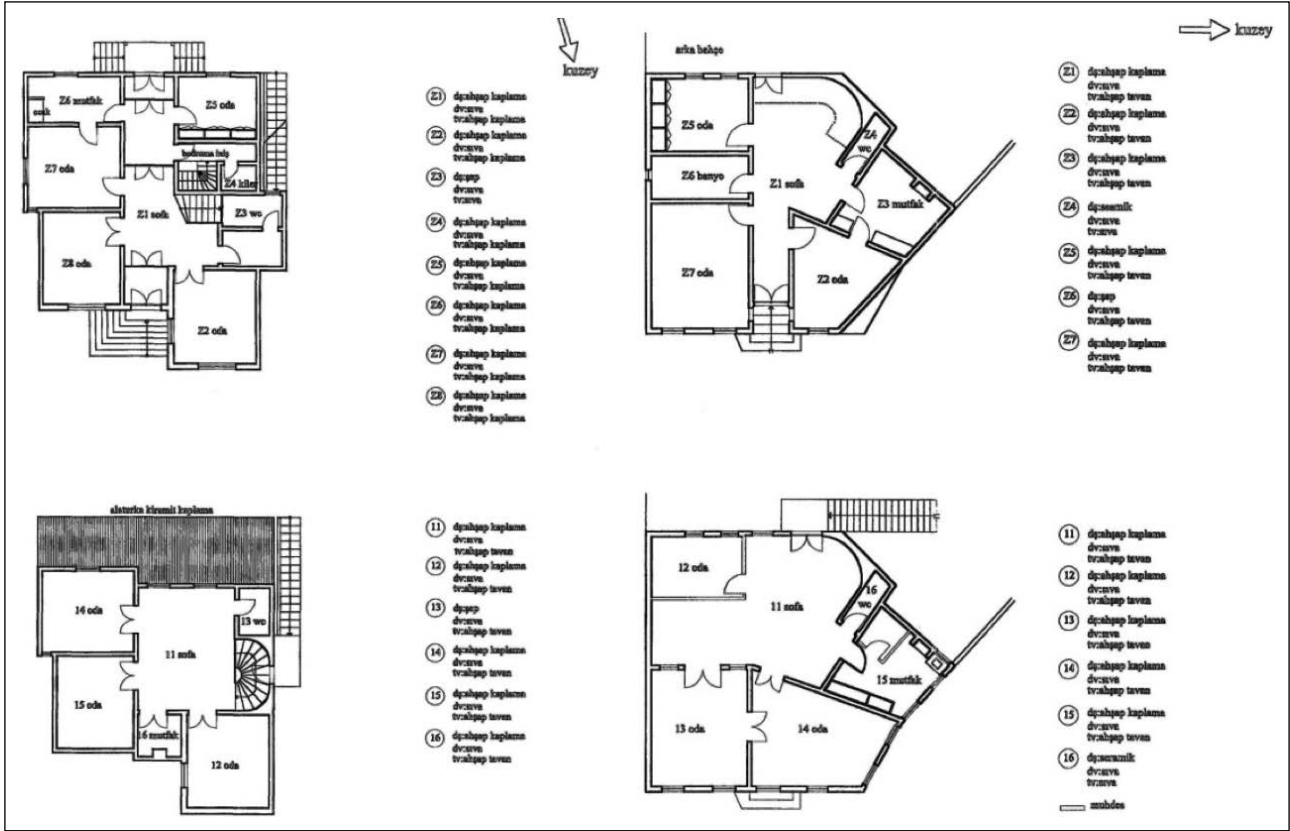 kuzey
Z6 mutfak
ocak
Z5 oda
Z7 oda
bodruma iniş
Z4 kiler
Z1 sofa
Z3 wc
Z8 oda
Z2 oda
Z1 dş:ahşap kaplama
dv:sıva
tv:ahşap kaplama
Z2 dş:ahşap kaplama
dv:sıva
tv:ahşap kaplama
Z3 dş:şap
dv:sıva
tv:sıva
Z4 dş:ahşap kaplama
dv:sıva
tv:ahşap kaplama
Z5 dş:ahşap kaplama
dv:sıva
tv:ahşap kaplama
Z6 dş:ahşap kaplama
dv:sıva
tv:ahşap kaplama
Z7 dş:ahşap kaplama
dv:sıva
tv:ahşap kaplama
Z8 dş:ahşap kaplama
dv:sıva
tv:ahşap kaplama
kuzey
arka bahçe
Z5 oda
Z4
wc
Z6 banyo
Z1 sofa
Z3 mutfak
Z7 oda
Z2 oda
Z1 dş:ahşap kaplama
dv:sıva
tv:ahşap tavan
Z2 dş:ahşap kaplama
dv:sıva
tv:ahşap tavan
Z3 dş:ahşap kaplama
dv:sıva
tv:ahşap tavan
Z4 dş:seramik
dv:sıva
tv:sıva
Z5 dş:ahşap kaplama
dv:sıva
tv:ahşap tavan
Z6 dş:şap
dv:sıva
tv:ahşap tavan
Z7 dş:ahşap kaplama
dv:sıva
tv:ahşap tavan
alaturka kiremit kaplama
14 oda
13 wc
11 sofa
15 oda
16 mutfak
12 oda
11 dş:ahşap kaplama
dv:sıva
tv:ahşap tavan
12 dş:ahşap kaplama
dv:sıva
tv:ahşap tavan
13 dş:şap
dv:sıva
tv:ahşap tavan
14 dş:ahşap kaplama
dv:sıva
tv:ahşap tavan
15 dş:ahşap kaplama
dv:sıva
tv:ahşap tavan
16 dş:ahşap kaplama
dv:sıva
tv:ahşap tavan
12 oda
11 sofa
16
wc
15 mutfak
13 oda
14 oda
11 dş:ahşap kaplama
dv:sıva
tv:ahşap tavan
12 dş:ahşap kaplama
dv:sıva
tv:ahşap tavan
13 dş:ahşap kaplama
dv:sıva
tv:ahşap tavan
14 dş:ahşap kaplama
dv:sıva
tv:ahşap tavan
15 dş:ahşap kaplama
dv:sıva
tv:ahşap tavan
16 dş:seramik
dv:sıva
tv:sıva
muhdes